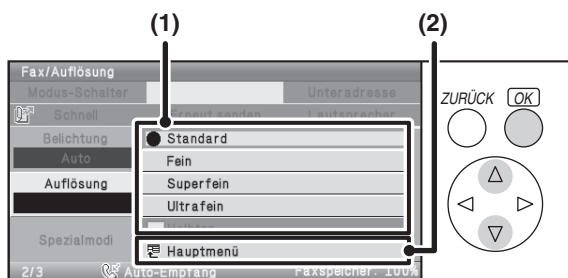 (1) (2)
Fax/Auflösung
Modus-Schalter Unteradresse
Schnell Erneut senden Lautsprecher
Belichtung
Auto
Auflösung
Standard
Fein
Superfein
Ultrafein
Spezialmodi
Hauptmenü
2/3 Auto-Empfang Faxspeicher: 100%
ZURÜCK OK